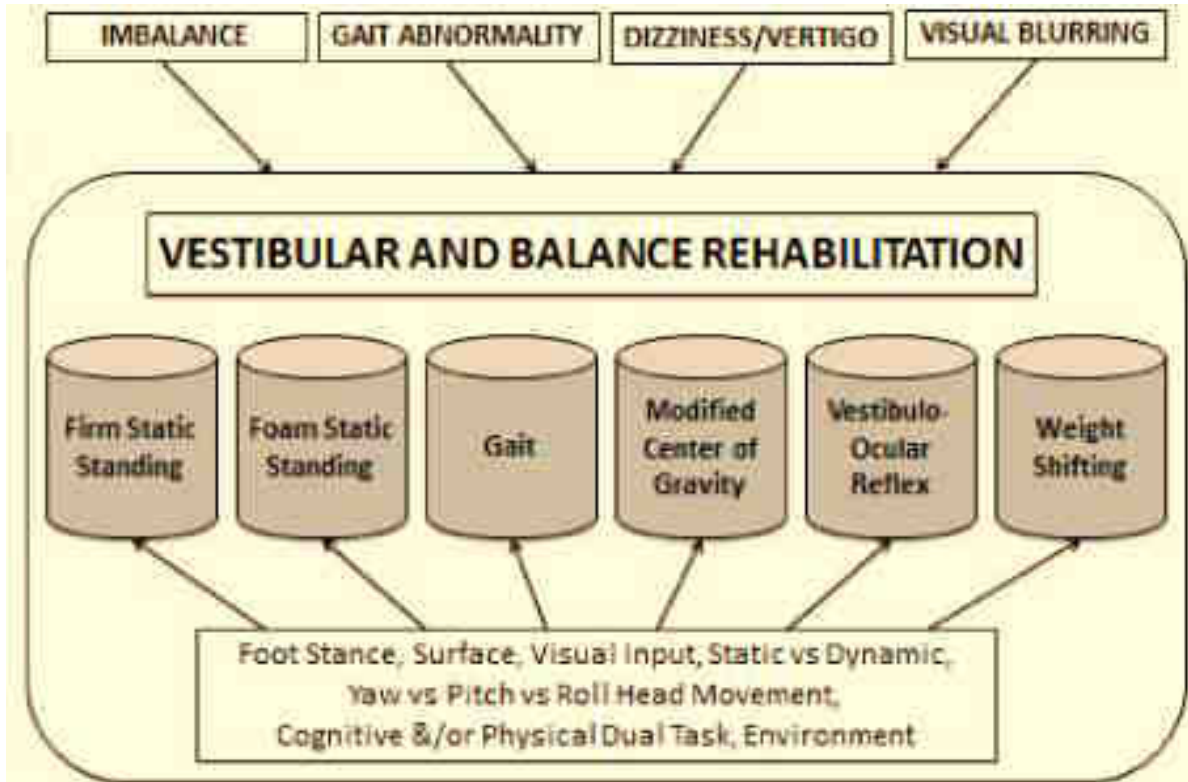 IMBALANCE
GAIT ABNORMALITY
DIZZINESS/VERTIGO
VISUAL BLURRING
VESTIBULAR AND BALANCE REHABILITATION
Firm Static
Standing
Foam Static
Standing
Gait
Modified
Center of
Gravity
Vestibulo-
Ocular
Reflex
Weight
Shifting
Foot Stance, Surface, Visual Input, Static vs Dynamic,
Yaw vs Pitch vs Roll Head Movement,
Cognitive &/or Physical Dual Task, Environment